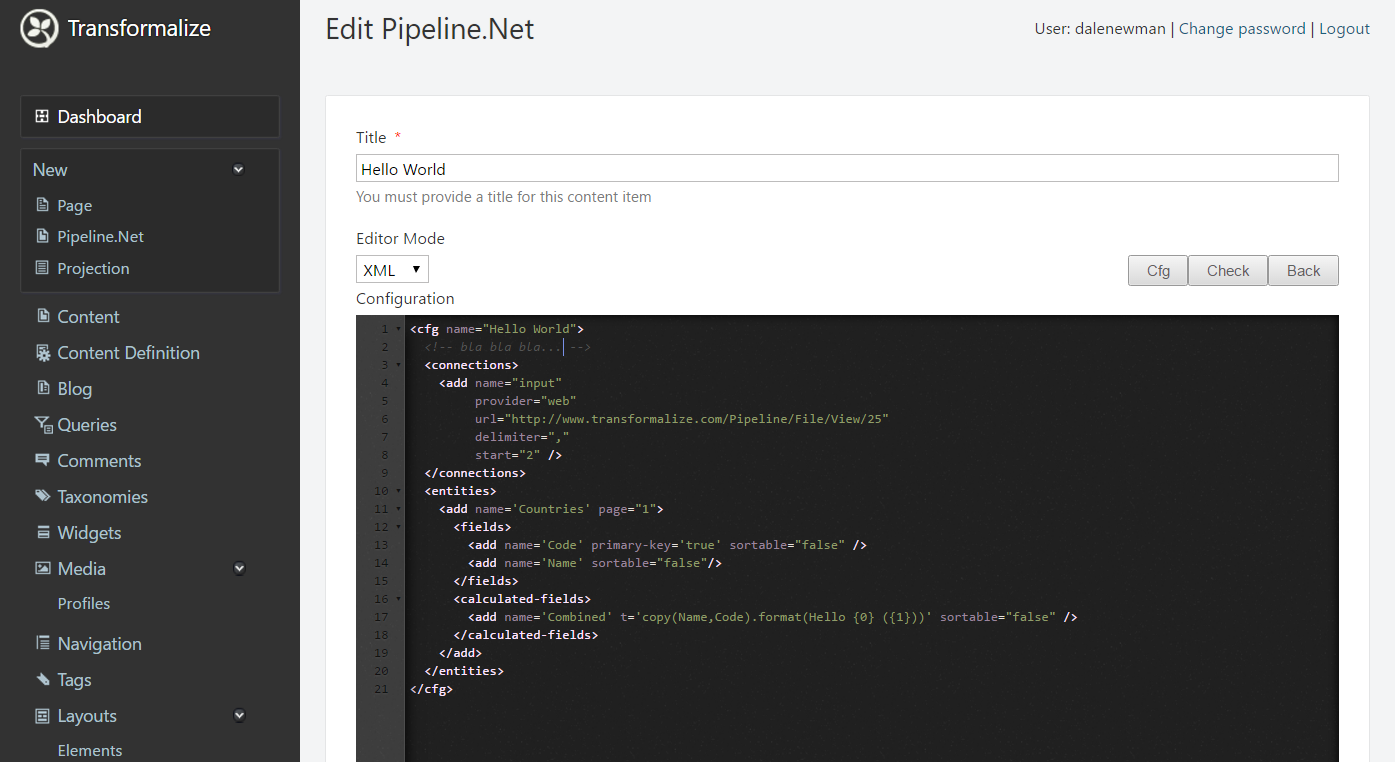 Transformalize
Edit Pipeline.Net
User: dalenewman | Change password | Logout
Dashboard
New
Page
Pipeline.Net
Projection
Content
Content Definition
Blog
Queries
Comments
Taxonomies
Widgets
Media
Profiles
Navigation
Tags
Layouts
Elements
Title *
Hello World
You must provide a title for this content item
Editor Mode
XML
Cfg Check Back
Configuration
1 <cfg name="Hello World">
2 <!-- bla bla bla... -->
3 <connections>
4 <add name="input"
5 provider="web"
6 url="http://www.transformalize.com/Pipeline/File/View/25"
7 delimiter=","
8 start="2" />
9 </connections>
10 <entities>
11 <add name='Countries' page="1">
12 <fields>
13 <add name='Code' primary-key='true' sortable="false" />
14 <add name='Name' sortable="false"/>
15 </fields>
16 <calculated-fields>
17 <add name='Combined' t='copy(Name,Code).format(Hello {0} ({1}))' sortable="false" />
18 </calculated-fields>
19 </add>
20 </entities>
21 </cfg>